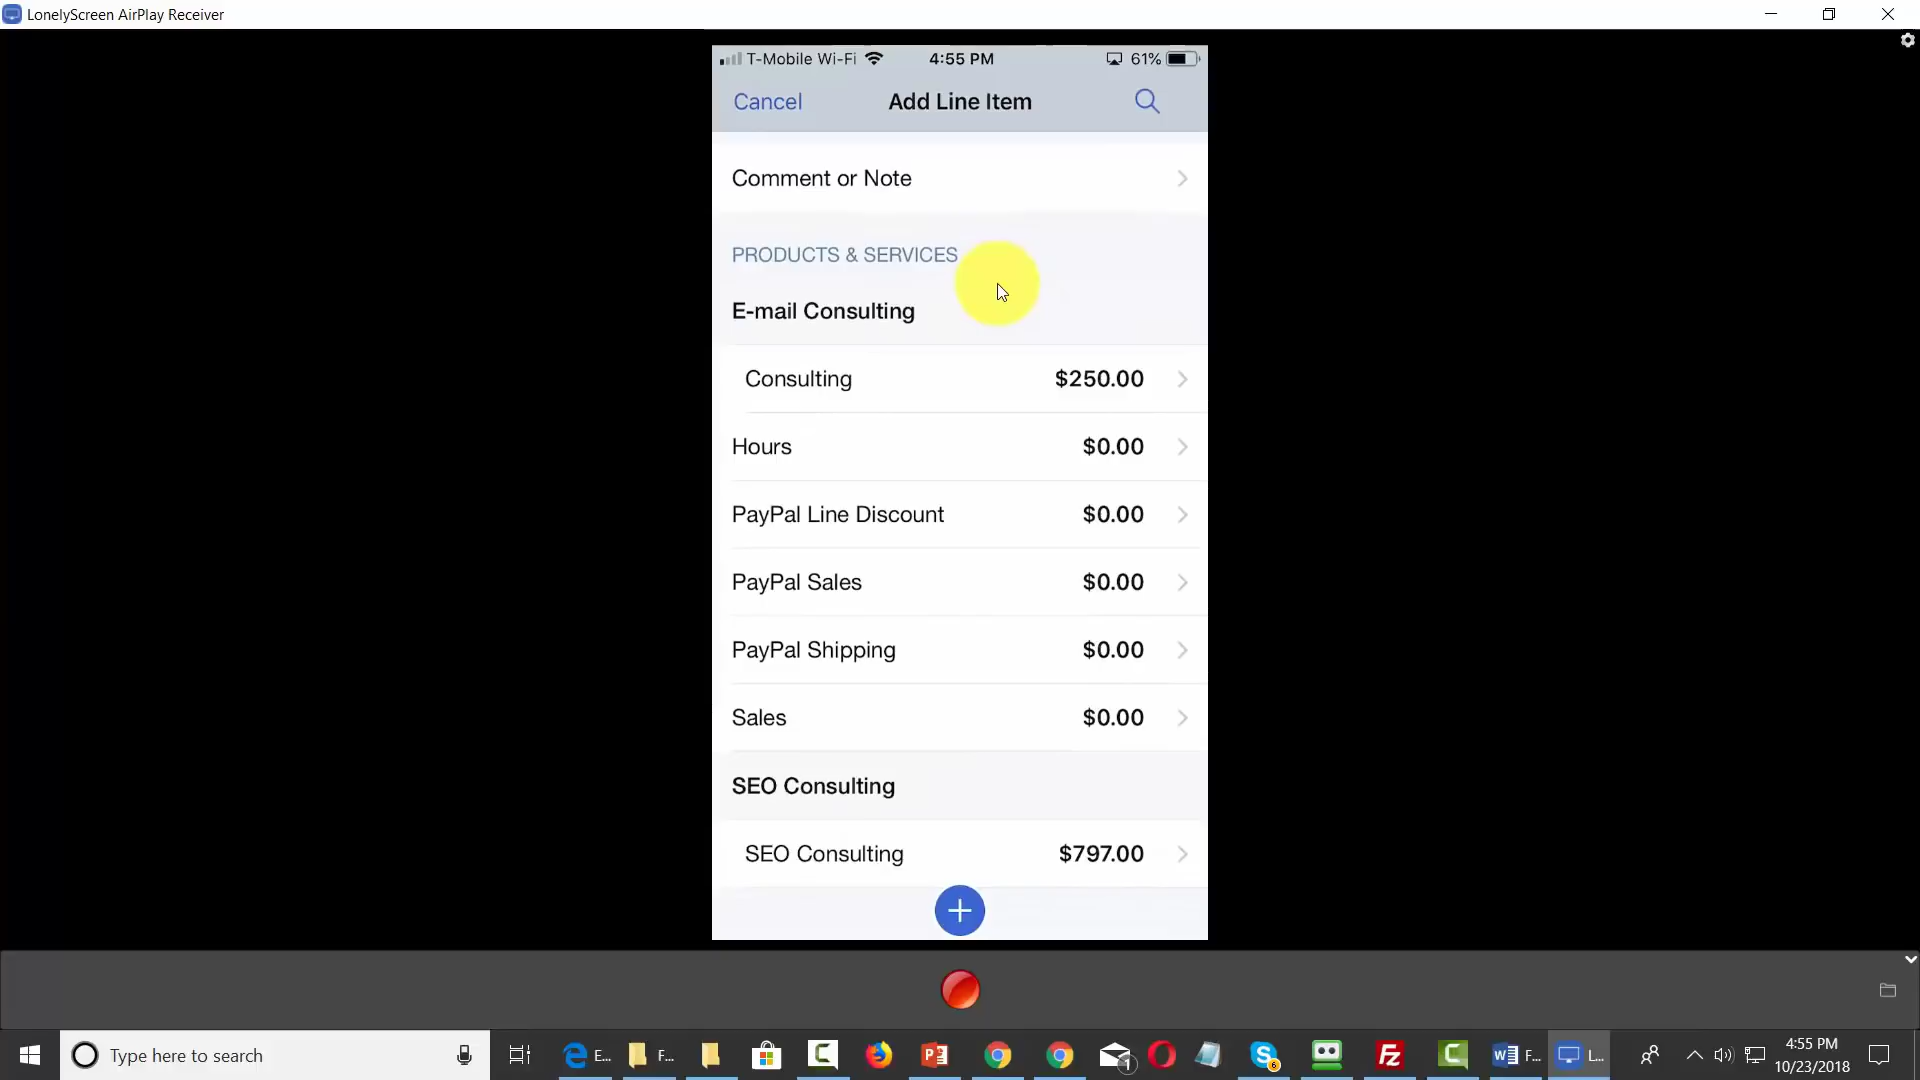 LonelyScreen AirPlay Receiver
T-Mobile Wi-Fi 4:55 PM 61%
Cancel Add Line Item
Comment or Note
PRODUCTS & SERVICES
E-mail Consulting
Consulting $250.00
Hours $0.00
PayPal Line Discount $0.00
PayPal Sales $0.00
PayPal Shipping $0.00
Sales $0.00
SEO Consulting
SEO Consulting $797.00
Type here to search E... F... 1 6 F... L... 4:55 PM
10/23/2018